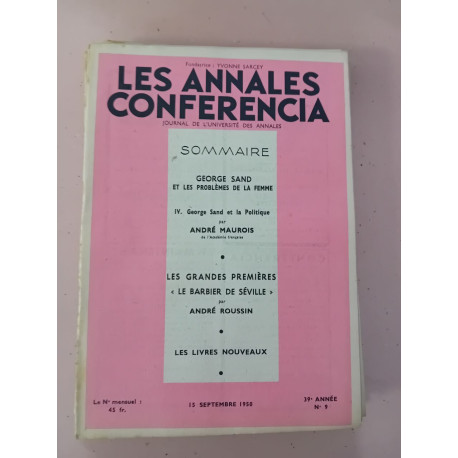 Fondatrice : YVONNE SARCEY
LES ANNALES
CONFERENCIA
JOURNAL DE L'UNIVERSITÉ DES ANNALES
SOMMAIRE
GEORGE SAND
ET LES PROBLÈMES DE LA FEMME
IV. George Sand et la Politique
par
ANDRÉ MAUROIS
de l'Académie française
LES GRANDES PREMIÈRES
« LE BARBIER DE SÉVILLE »
par
ANDRÉ ROUSSIN
LES LIVRES NOUVEAUX
Le Nº mensuel :
45 fr.
15 SEPTEMBRE 1950
39e ANNÉE
Nº 9